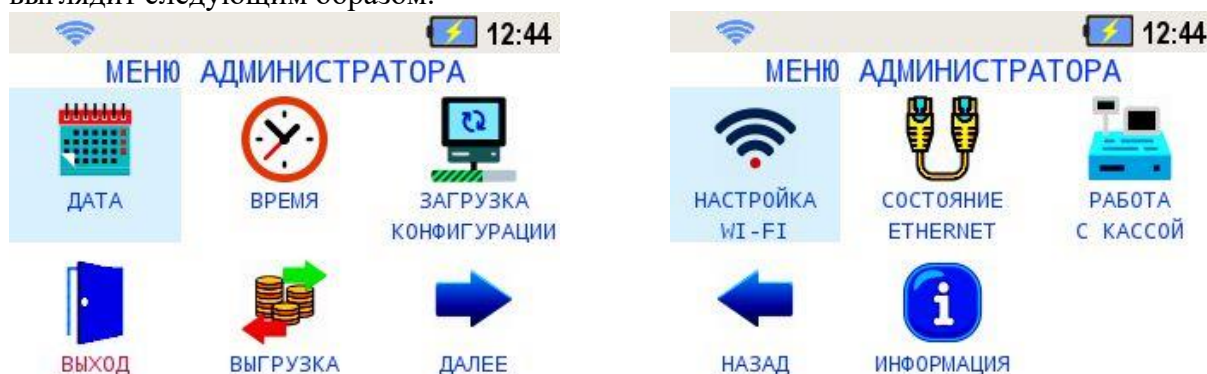 выглядит следующим образом:
12:44
МЕНЮ АДМИНИСТРАТОРА
ДАТА
ВРЕМЯ
ЗАГРУЗКА
КОНФИГУРАЦИИ
ВЫХОД
ВЫГРУЗКА
ДАЛЕЕ
12:44
МЕНЮ АДМИНИСТРАТОРА
НАСТРОЙКА
WI-FI
СОСТОЯНИЕ
ETHERNET
РАБОТА
С КАССОЙ
НАЗАД
ИНФОРМАЦИЯ